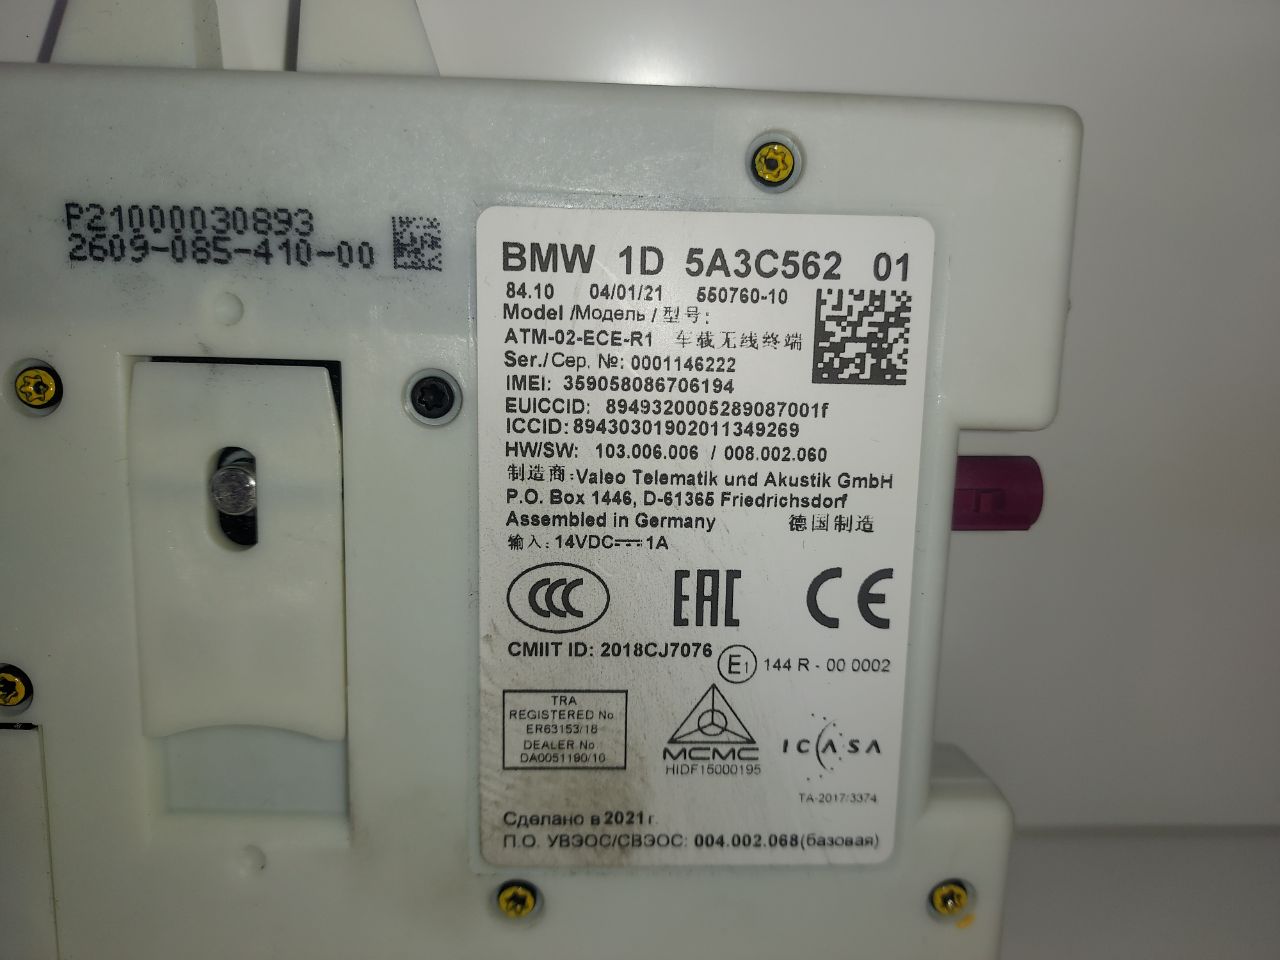 P21000030893
2609-085-410-00
BMW 1D 5A3C562 01
84.10 04/01/21 550760-10
Model /Модель / 型号:
ATM-02-ECE-R1 车载无线终端
Ser./Сер. №: 0001146222
IMEI: 359058086706194
EUICCID: 8949320005289087001f
ICCID: 89430301902011349269
HW/SW: 103.006.006 / 008.002.060
制造商:Valeo Telematik und Akustik GmbH
P.O. Box 1446, D-61365 Friedrichsdorf
Assembled in Germany 德国制造
输入: 14VDC⎓1A
CCC EAC CE
CMIIT ID: 2018CJ7076
E1 144 R - 00 0002
TRA
REGISTERED No
ER63153/18
DEALER No
DA0051190/10
MCMC
HIDF15000195
ICASA
TA-2017/3374
Сделано в 2021г.
П.О. УВЭОС/СВЭОС: 004.002.068(базовая)